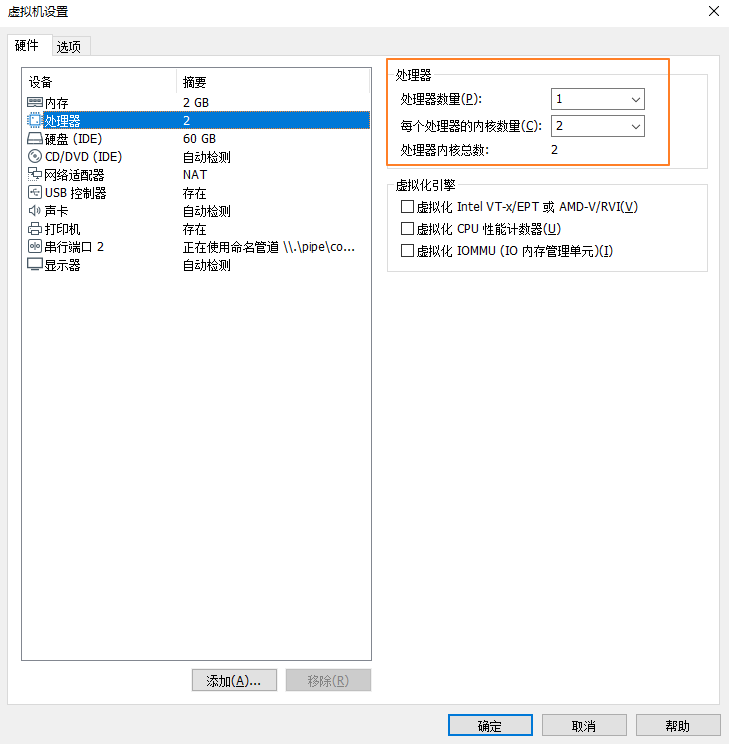 虚拟机设置
硬件 选项
设备 摘要
内存 2 GB
处理器 2
硬盘 (IDE) 60 GB
CD/DVD (IDE) 自动检测
网络适配器 NAT
USB 控制器 存在
声卡 自动检测
打印机 存在
串行端口 2 正在使用命名管道 \\.\pipe\co...
显示器 自动检测
添加(A)... 移除(R)
处理器
处理器数量(P): 1
每个处理器的内核数量(C): 2
处理器内核总数: 2
虚拟化引擎
虚拟化 Intel VT-x/EPT 或 AMD-V/RVI(V)
虚拟化 CPU 性能计数器(U)
虚拟化 IOMMU (IO 内存管理单元)(I)
确定 取消 帮助